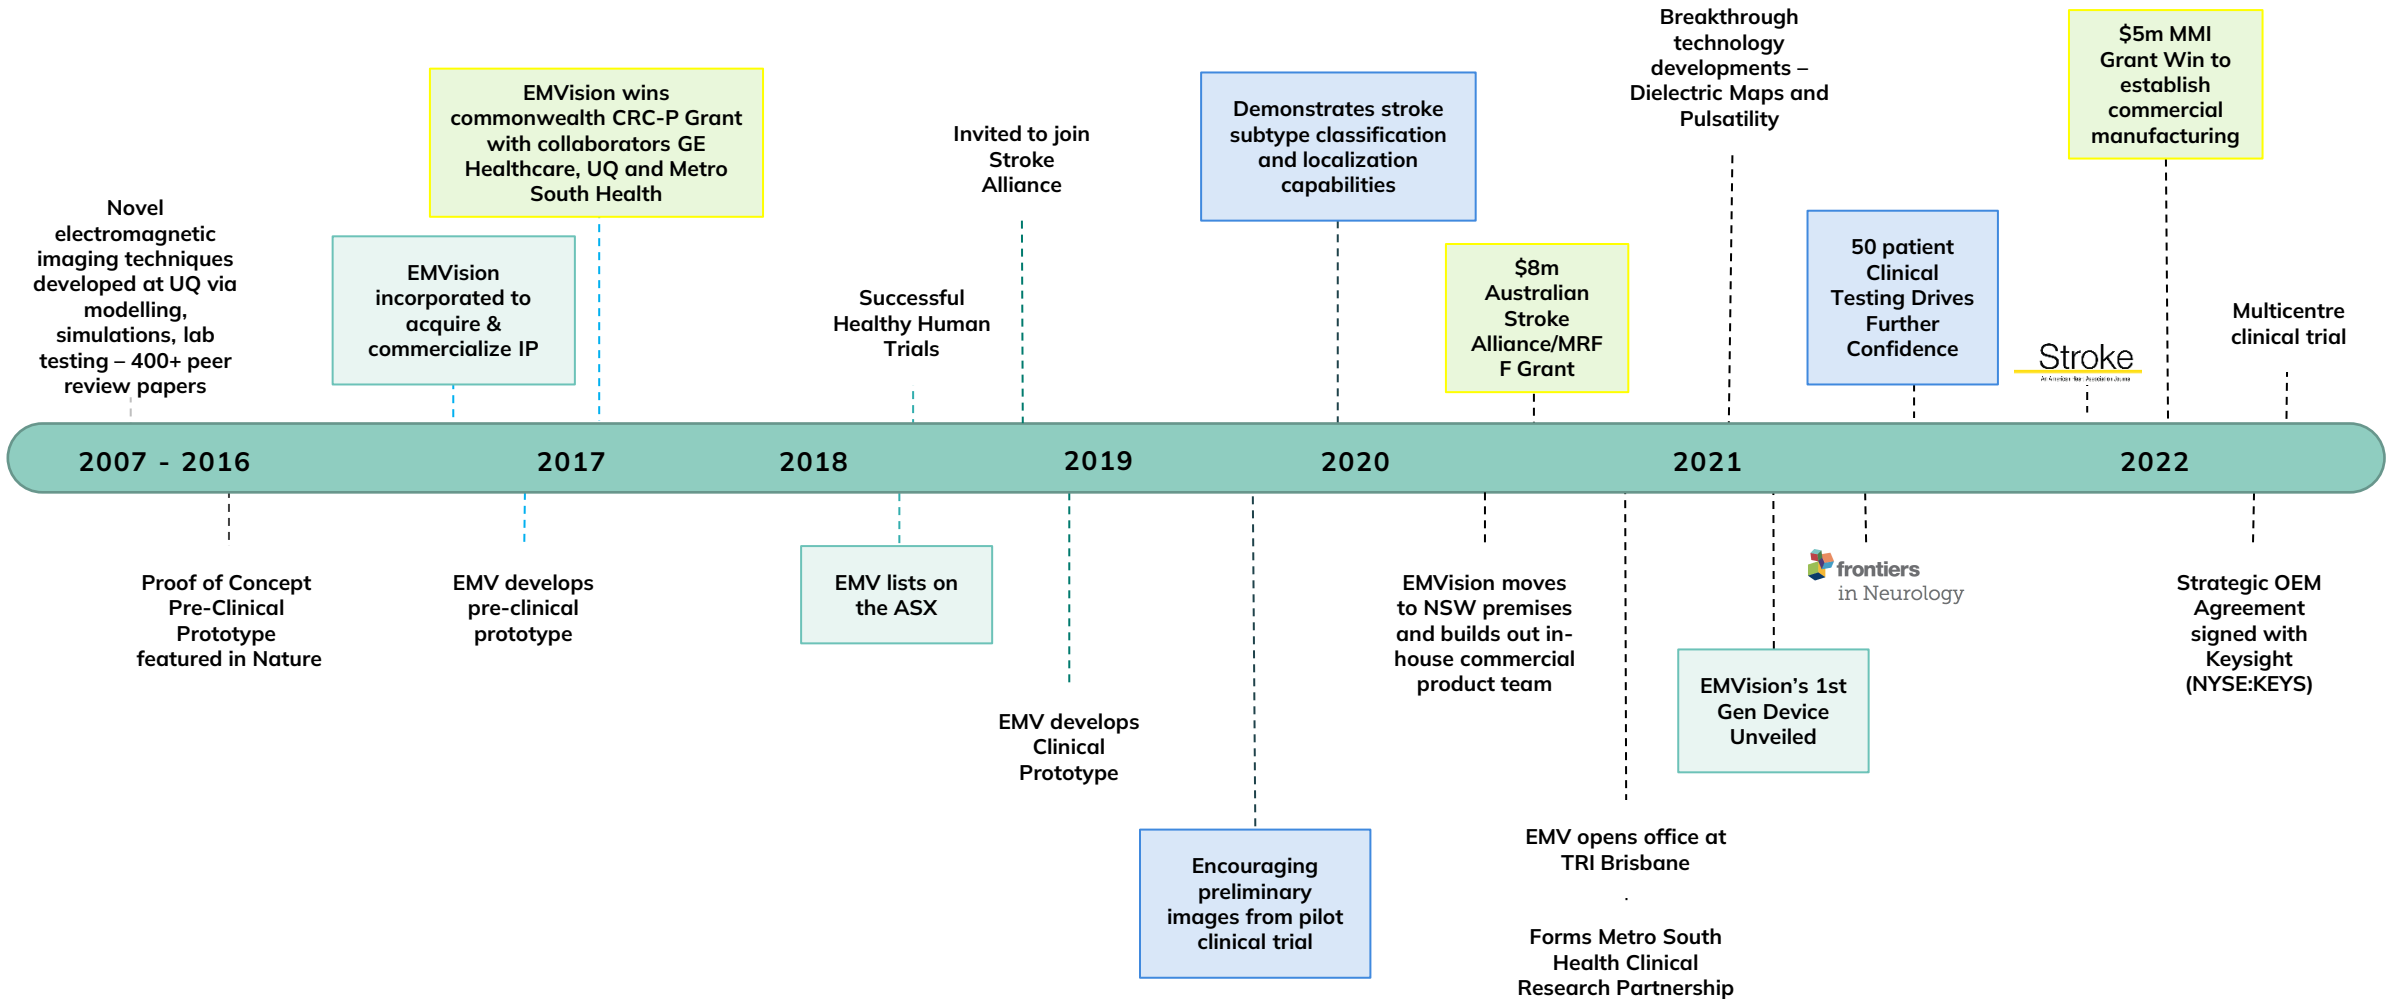 Novel
electromagnetic
imaging techniques
developed at UQ via
modelling,
simulations, lab
testing – 400+ peer
review papers
EMVision
incorporated to
acquire &
commercialize IP
EMVision wins
commonwealth CRC-P Grant
with collaborators GE
Healthcare, UQ and Metro
South Health
Successful
Healthy Human
Trials
Invited to join
Stroke
Alliance
Demonstrates stroke
subtype classification
and localization
capabilities
$8m
Australian
Stroke
Alliance/MRF
F Grant
Breakthrough
technology
developments –
Dielectric Maps and
Pulsatility
50 patient
Clinical
Testing Drives
Further
Confidence
Stroke
An American Heart Association Journal
$5m MMI
Grant Win to
establish
commercial
manufacturing
Multicentre
clinical trial
2007 - 2016
2017
2018
2019
2020
2021
2022
Proof of Concept
Pre-Clinical
Prototype
featured in Nature
EMV develops
pre-clinical
prototype
EMV lists on
the ASX
EMV develops
Clinical
Prototype
Encouraging
preliminary
images from pilot
clinical trial
EMVision moves
to NSW premises
and builds out in-
house commercial
product team
EMV opens office at
TRI Brisbane
.
Forms Metro South
Health Clinical
Research Partnership
EMVision’s 1st
Gen Device
Unveiled
frontiers
in Neurology
Strategic OEM
Agreement
signed with
Keysight
(NYSE:KEYS)